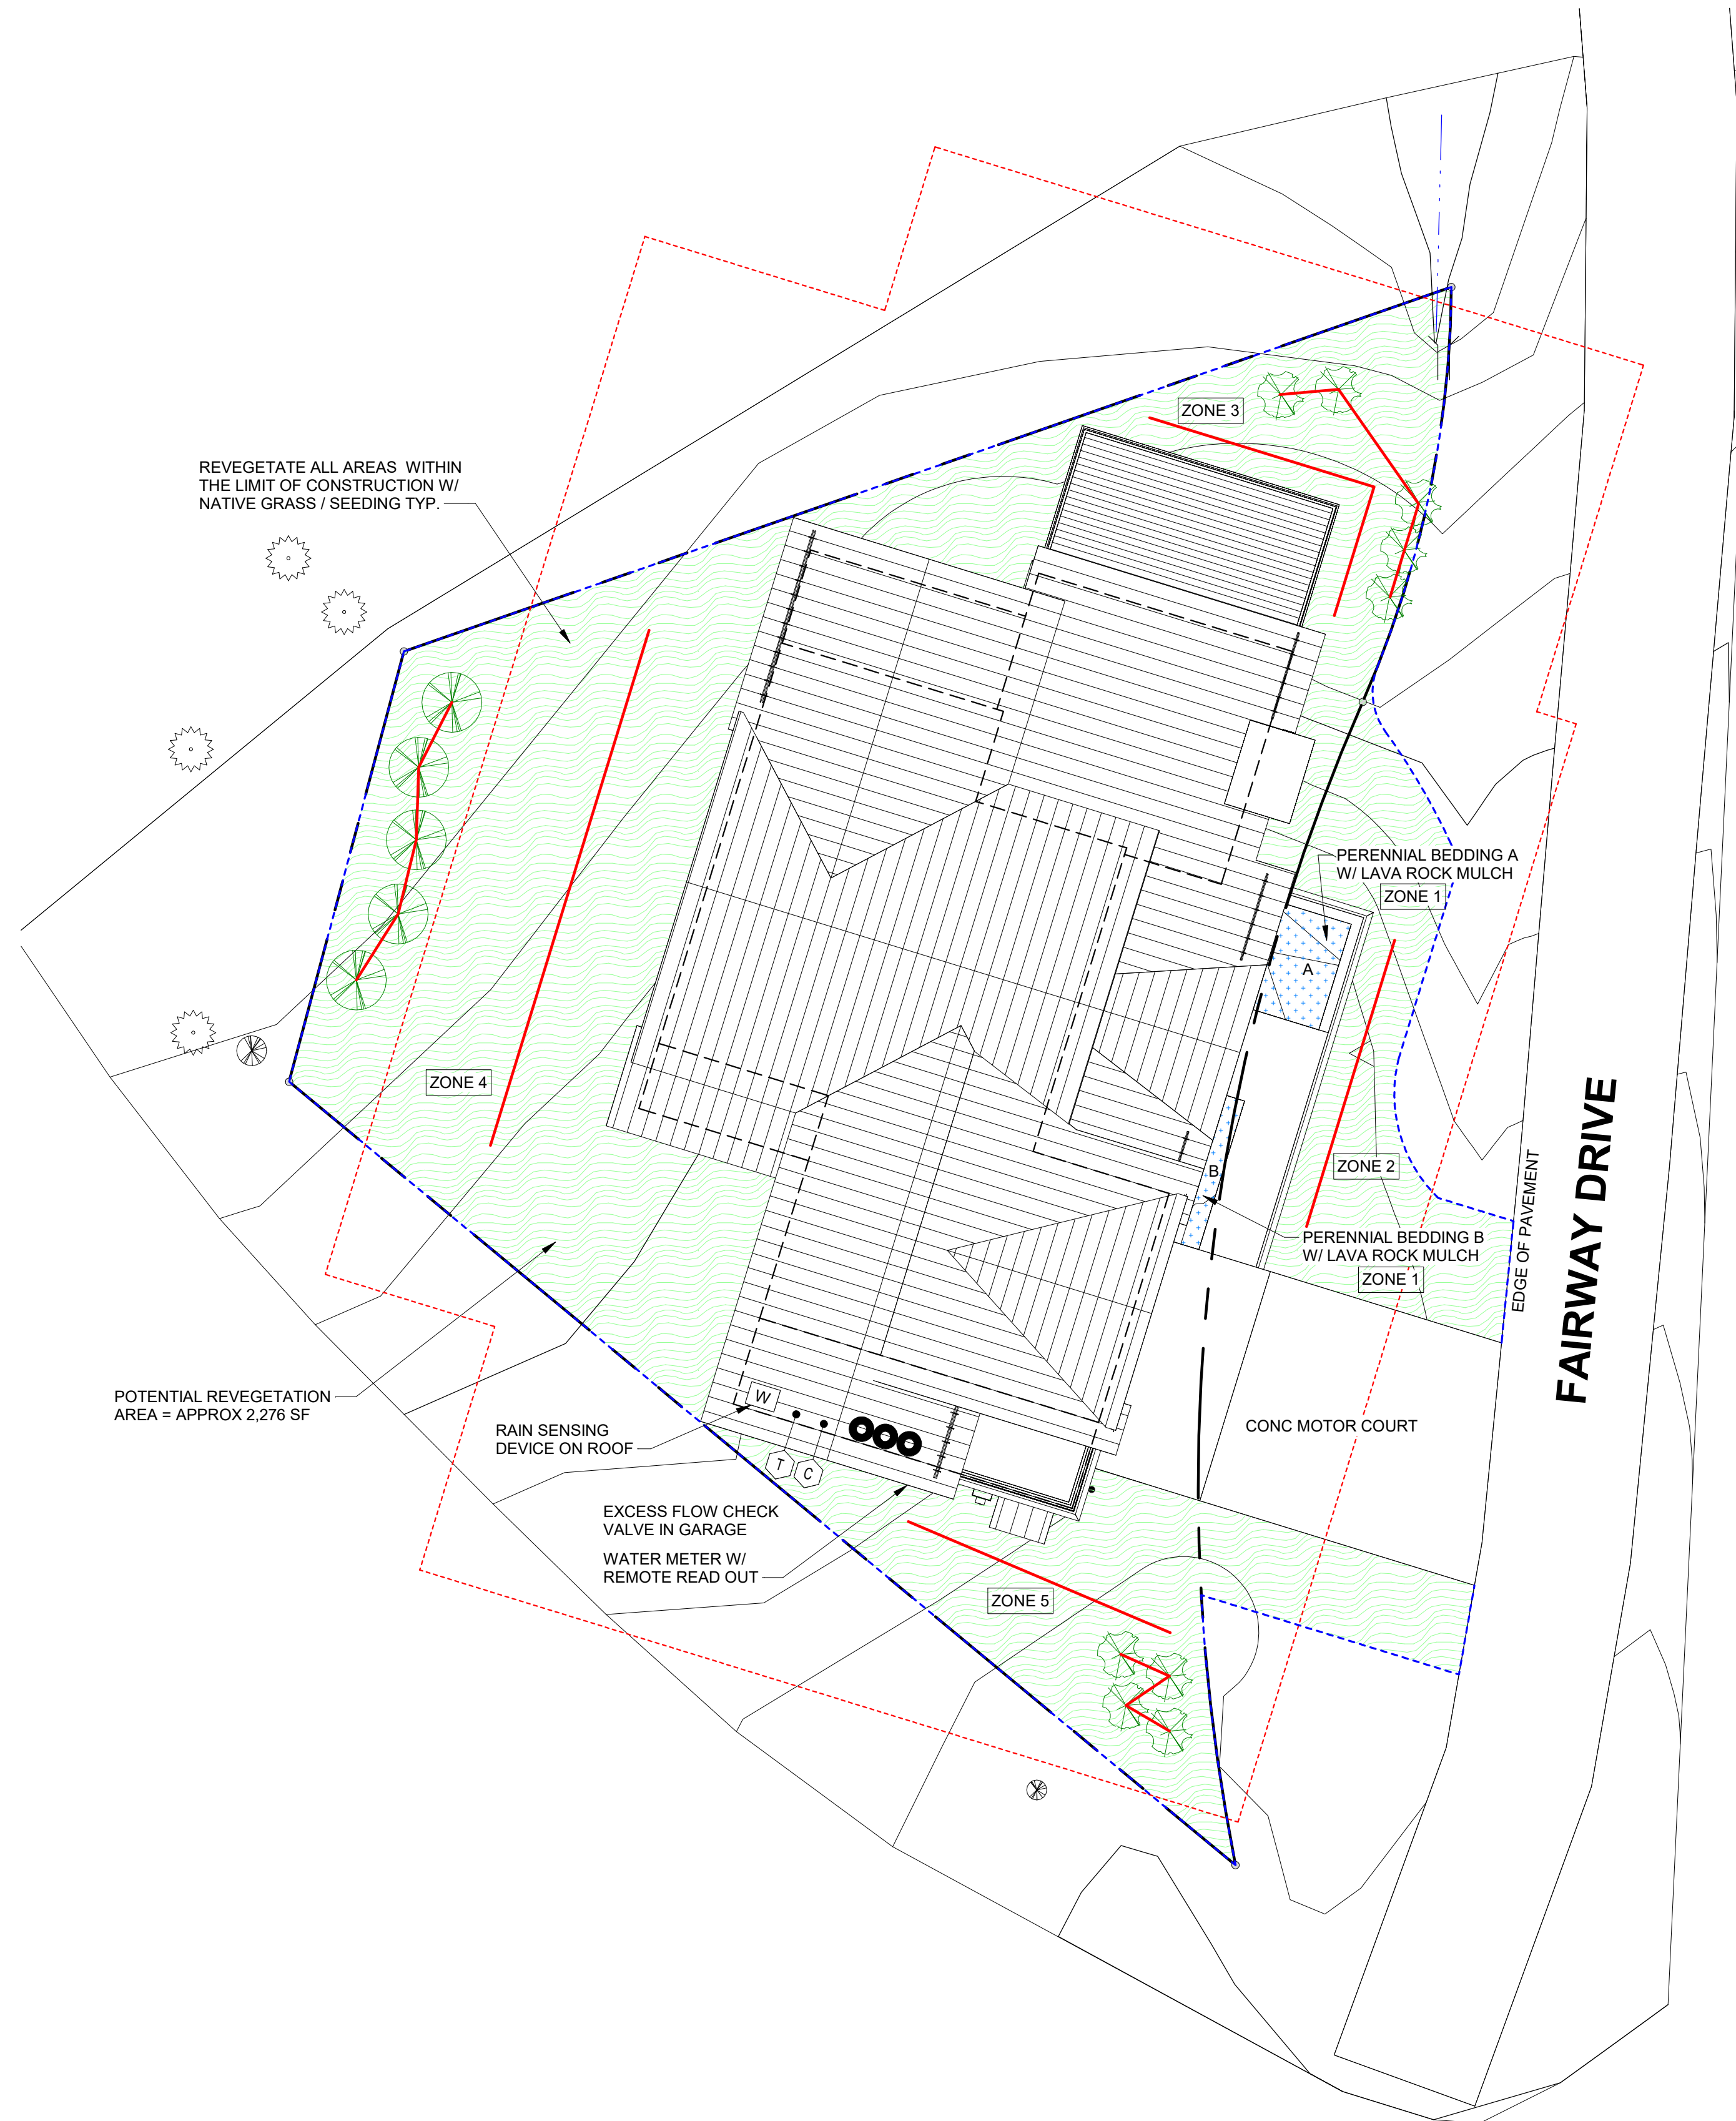 ZONE 3
REVEGETATE ALL AREAS WITHIN
THE LIMIT OF CONSTRUCTION W/
NATIVE GRASS / SEEDING TYP.
PERENNIAL BEDDING A
W/ LAVA ROCK MULCH
ZONE 1
A
ZONE 4
ZONE 2
B
PERENNIAL BEDDING B
W/ LAVA ROCK MULCH
ZONE 1
EDGE OF PAVEMENT
FAIRWAY DRIVE
POTENTIAL REVEGETATION
AREA = APPROX 2,276 SF
W
RAIN SENSING
DEVICE ON ROOF
CONC MOTOR COURT
T
C
EXCESS FLOW CHECK
VALVE IN GARAGE
WATER METER W/
REMOTE READ OUT
ZONE 5